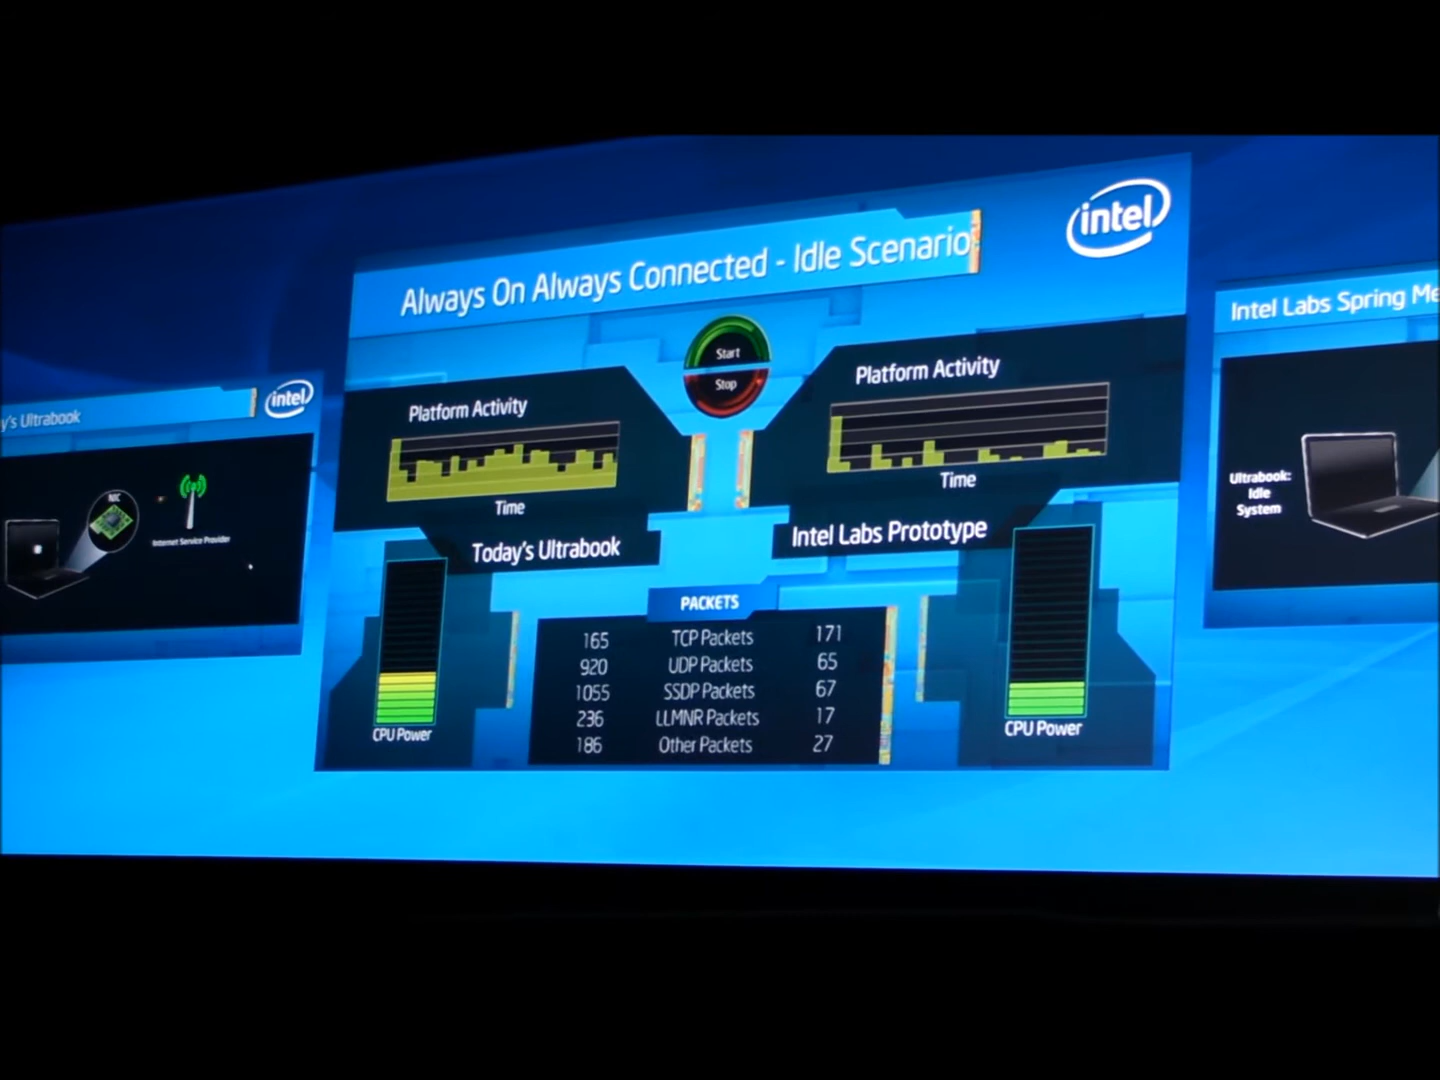 Always On Always Connected - Idle Scenario
intel
Start
Stop
Platform Activity
Time
Today's Ultrabook
CPU Power
Platform Activity
Time
Intel Labs Prototype
CPU Power
PACKETS
165 TCP Packets 171
920 UDP Packets 65
1055 SSDP Packets 67
236 LLMNR Packets 17
186 Other Packets 27
y's Ultrabook
intel
NIC
Internet Service Provider
Intel Labs Spring Me
Ultrabook:
Idle
System